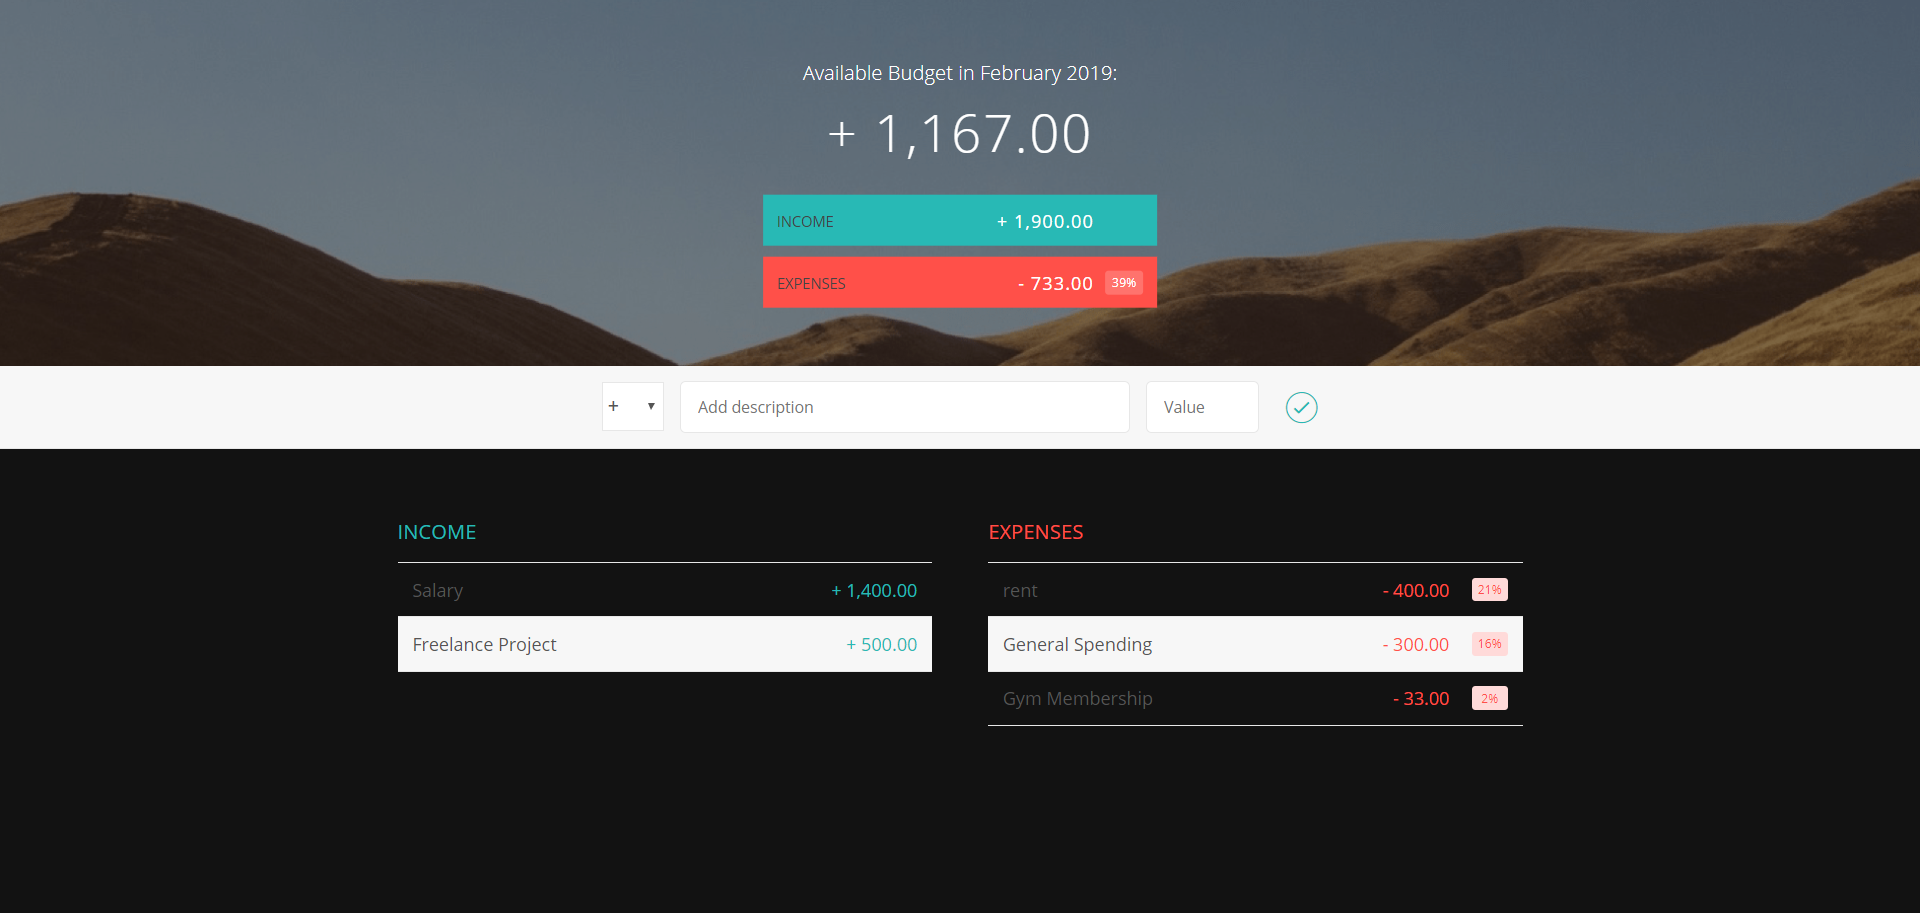 Available Budget in February 2019:
+ 1,167.00
INCOME + 1,900.00
EXPENSES - 733.00 39%
+ ▼ Add description Value
INCOME
Salary + 1,400.00
Freelance Project + 500.00
EXPENSES
rent - 400.00 21%
General Spending - 300.00 16%
Gym Membership - 33.00 2%